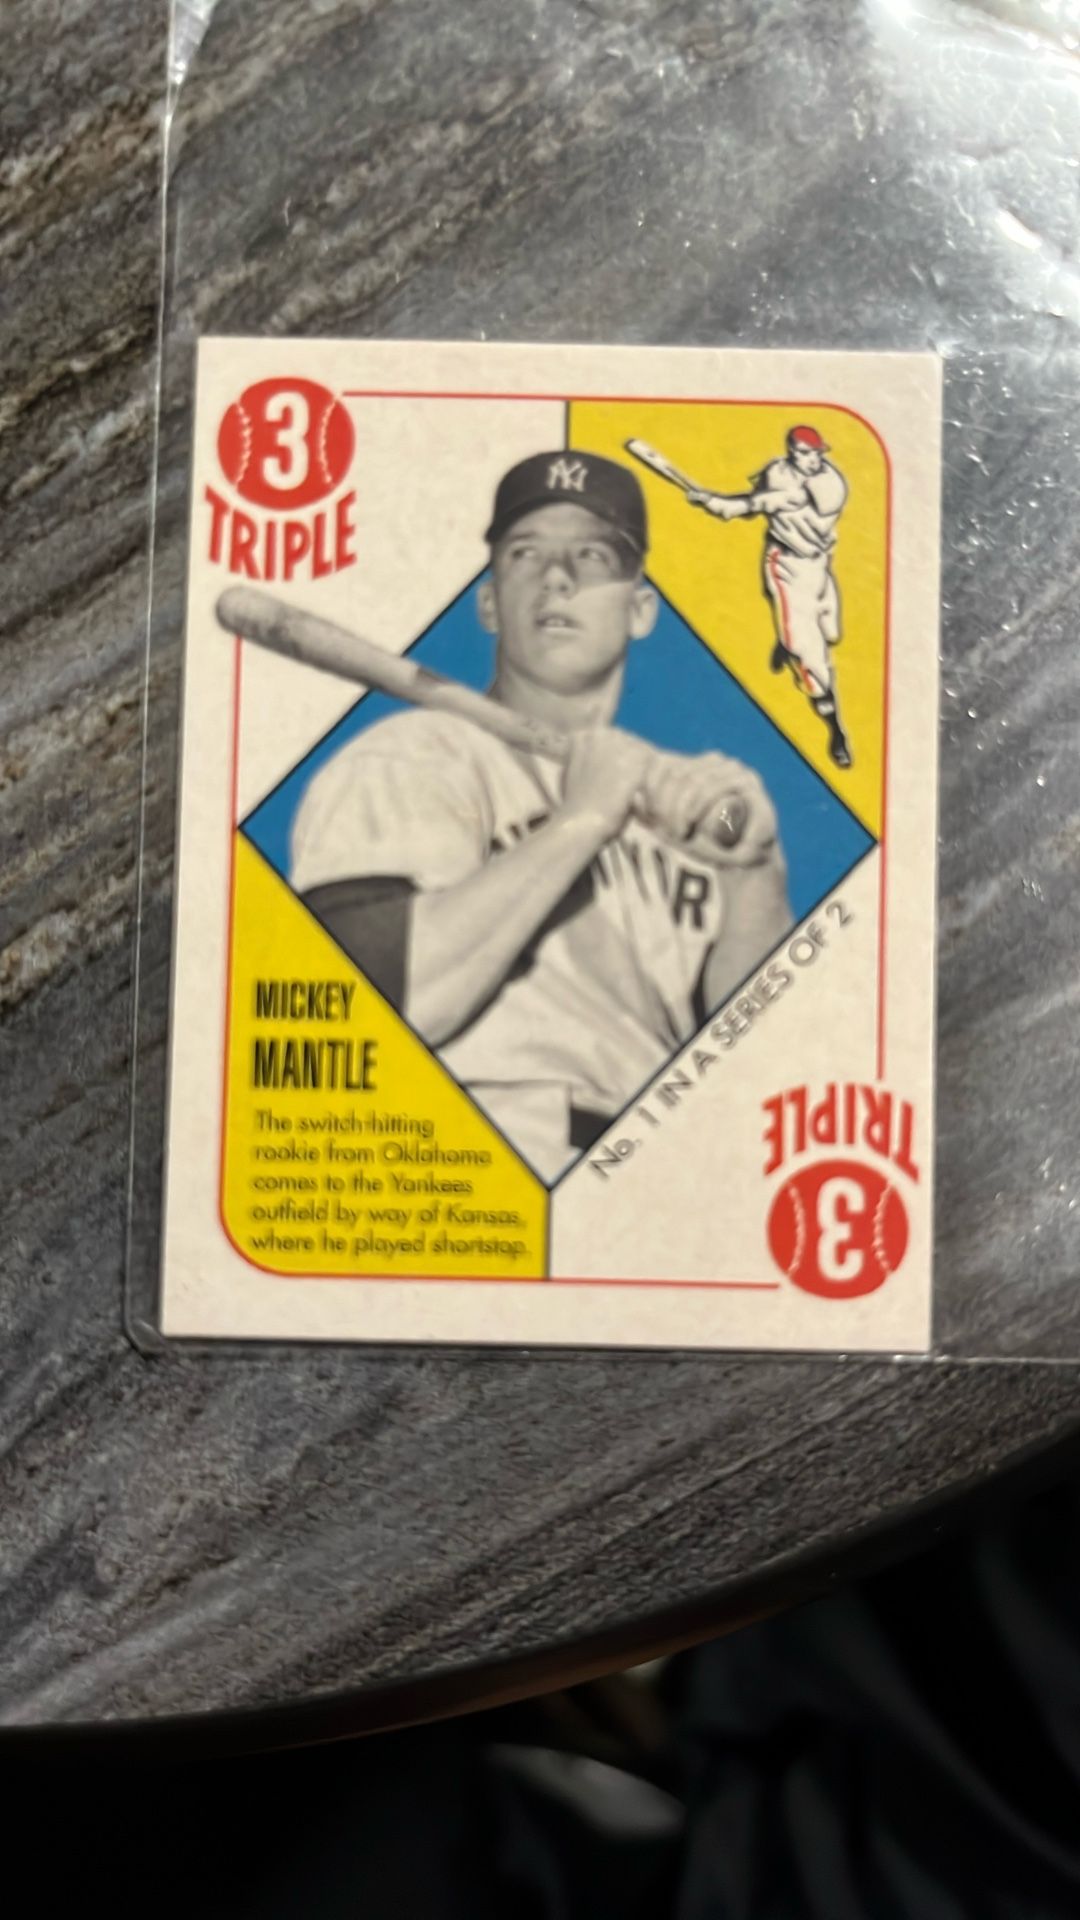 3
TRIPLE
NY
MICKEY
MANTLE
The switch-hitting
rookie from Oklahoma
comes to the Yankees
outfield by way of Kansas,
where he played shortstop.
No. 1 IN A SERIES OF 2
TRIPLE
3